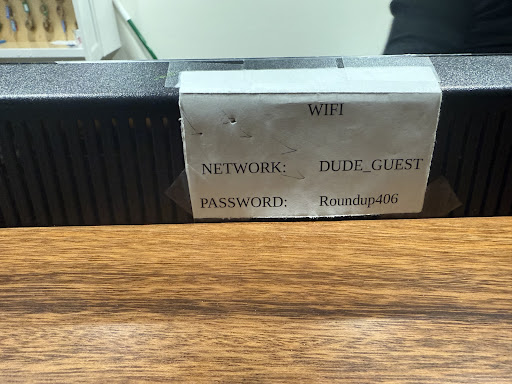 WIFI
NETWORK: DUDE_GUEST
PASSWORD: Roundup406